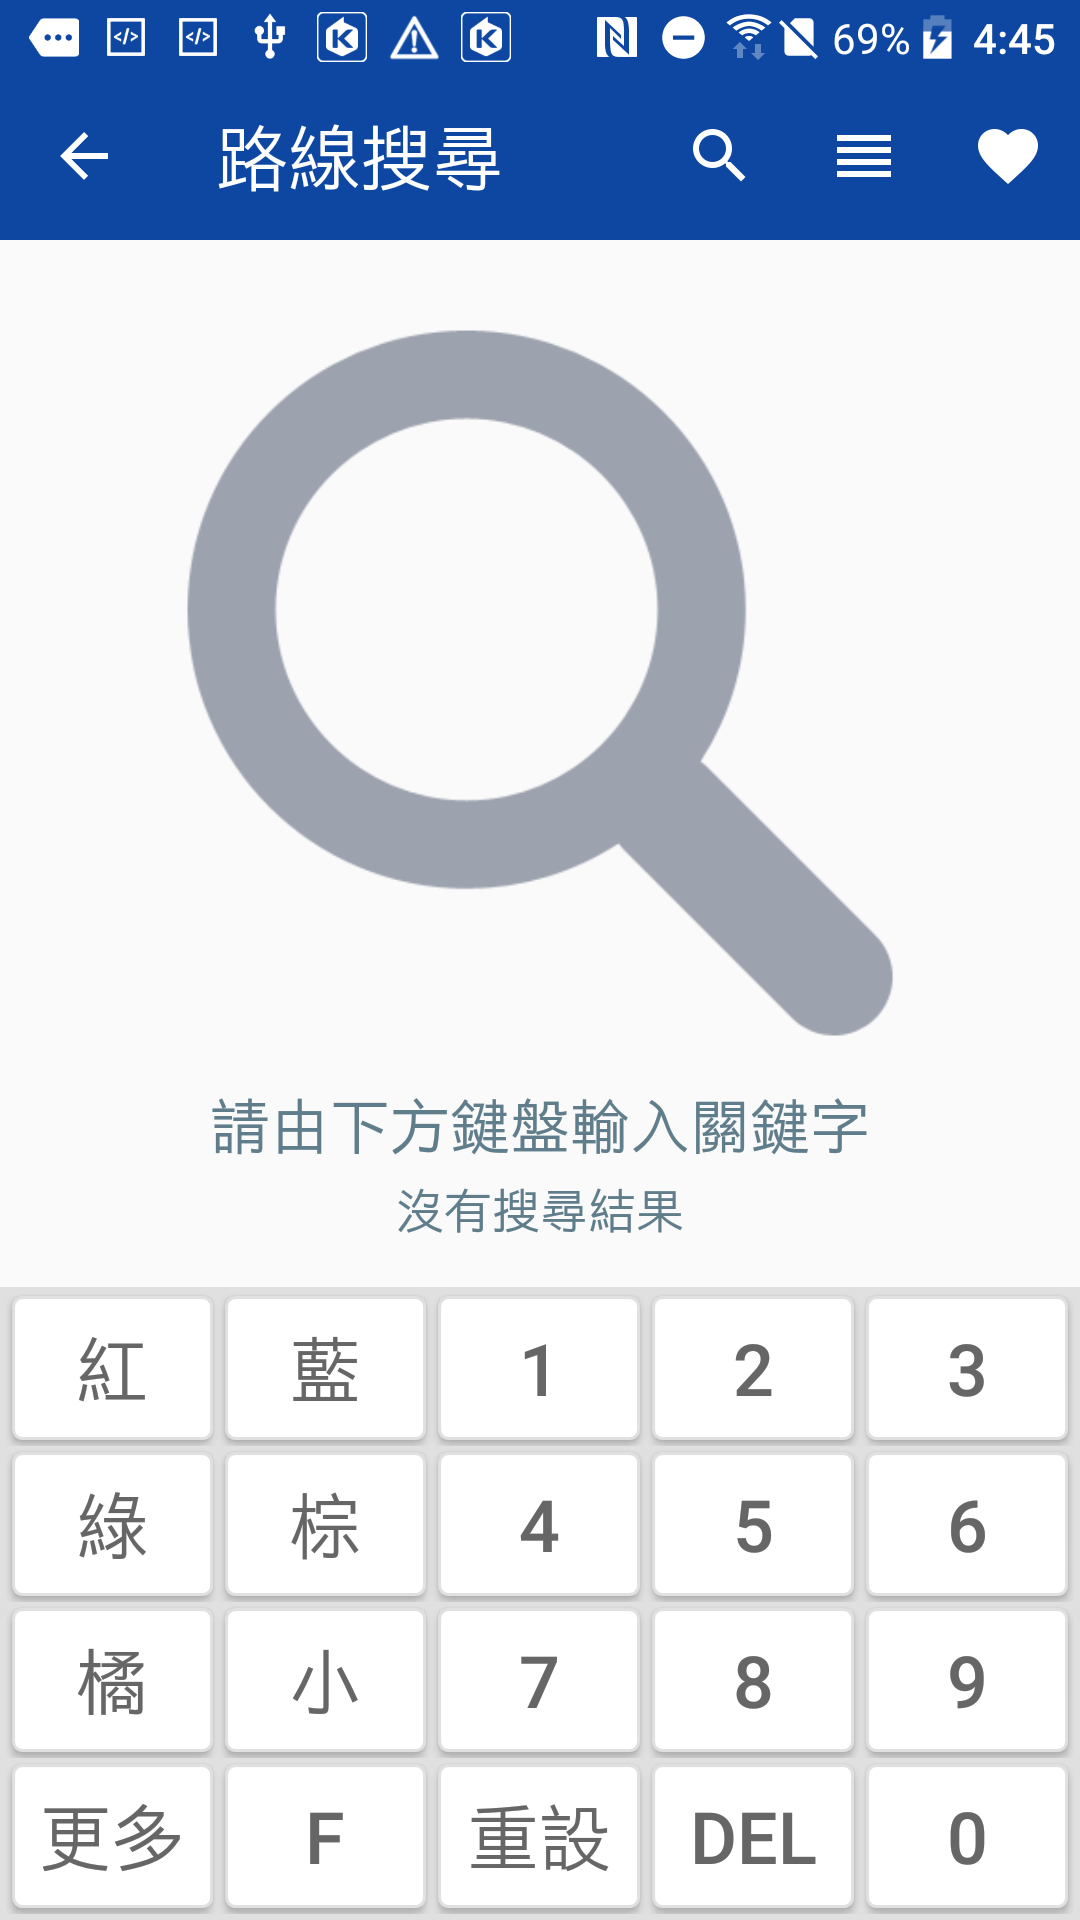 69% 4:45
路線搜尋
請由下方鍵盤輸入關鍵字
沒有搜尋結果
紅 藍 1 2 3
綠 棕 4 5 6
橘 小 7 8 9
更多 F 重設 DEL 0